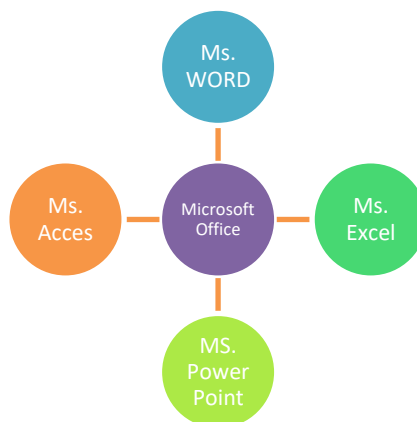 Ms.
WORD
Ms.
Acces
Microsoft
Office
Ms.
Excel
MS.
Power
Point